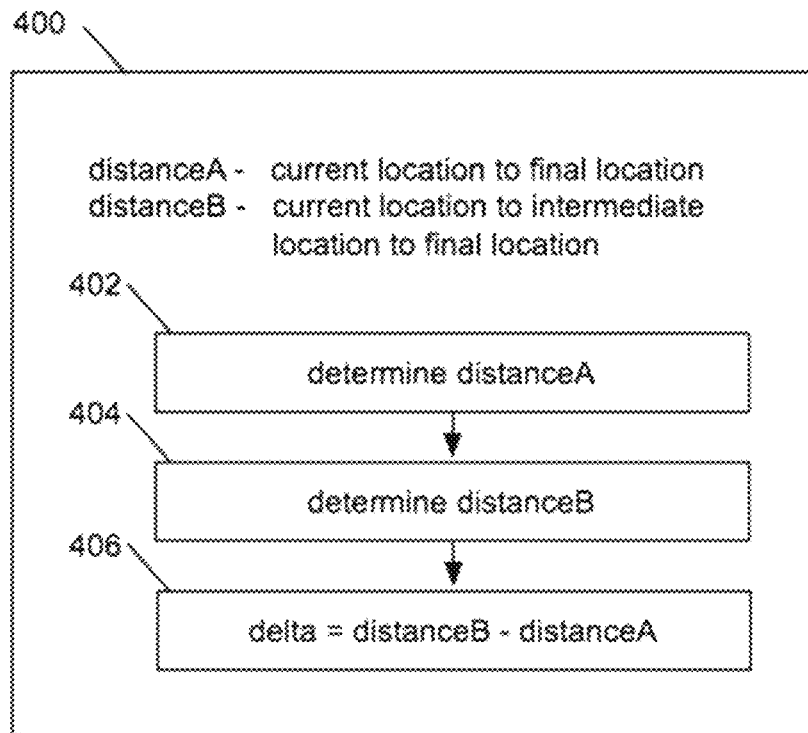 400
distanceA - current location to final location
distanceB - current location to intermediate
location to final location
402
determine distanceA
404
determine distanceB
406
delta = distanceB - distanceA